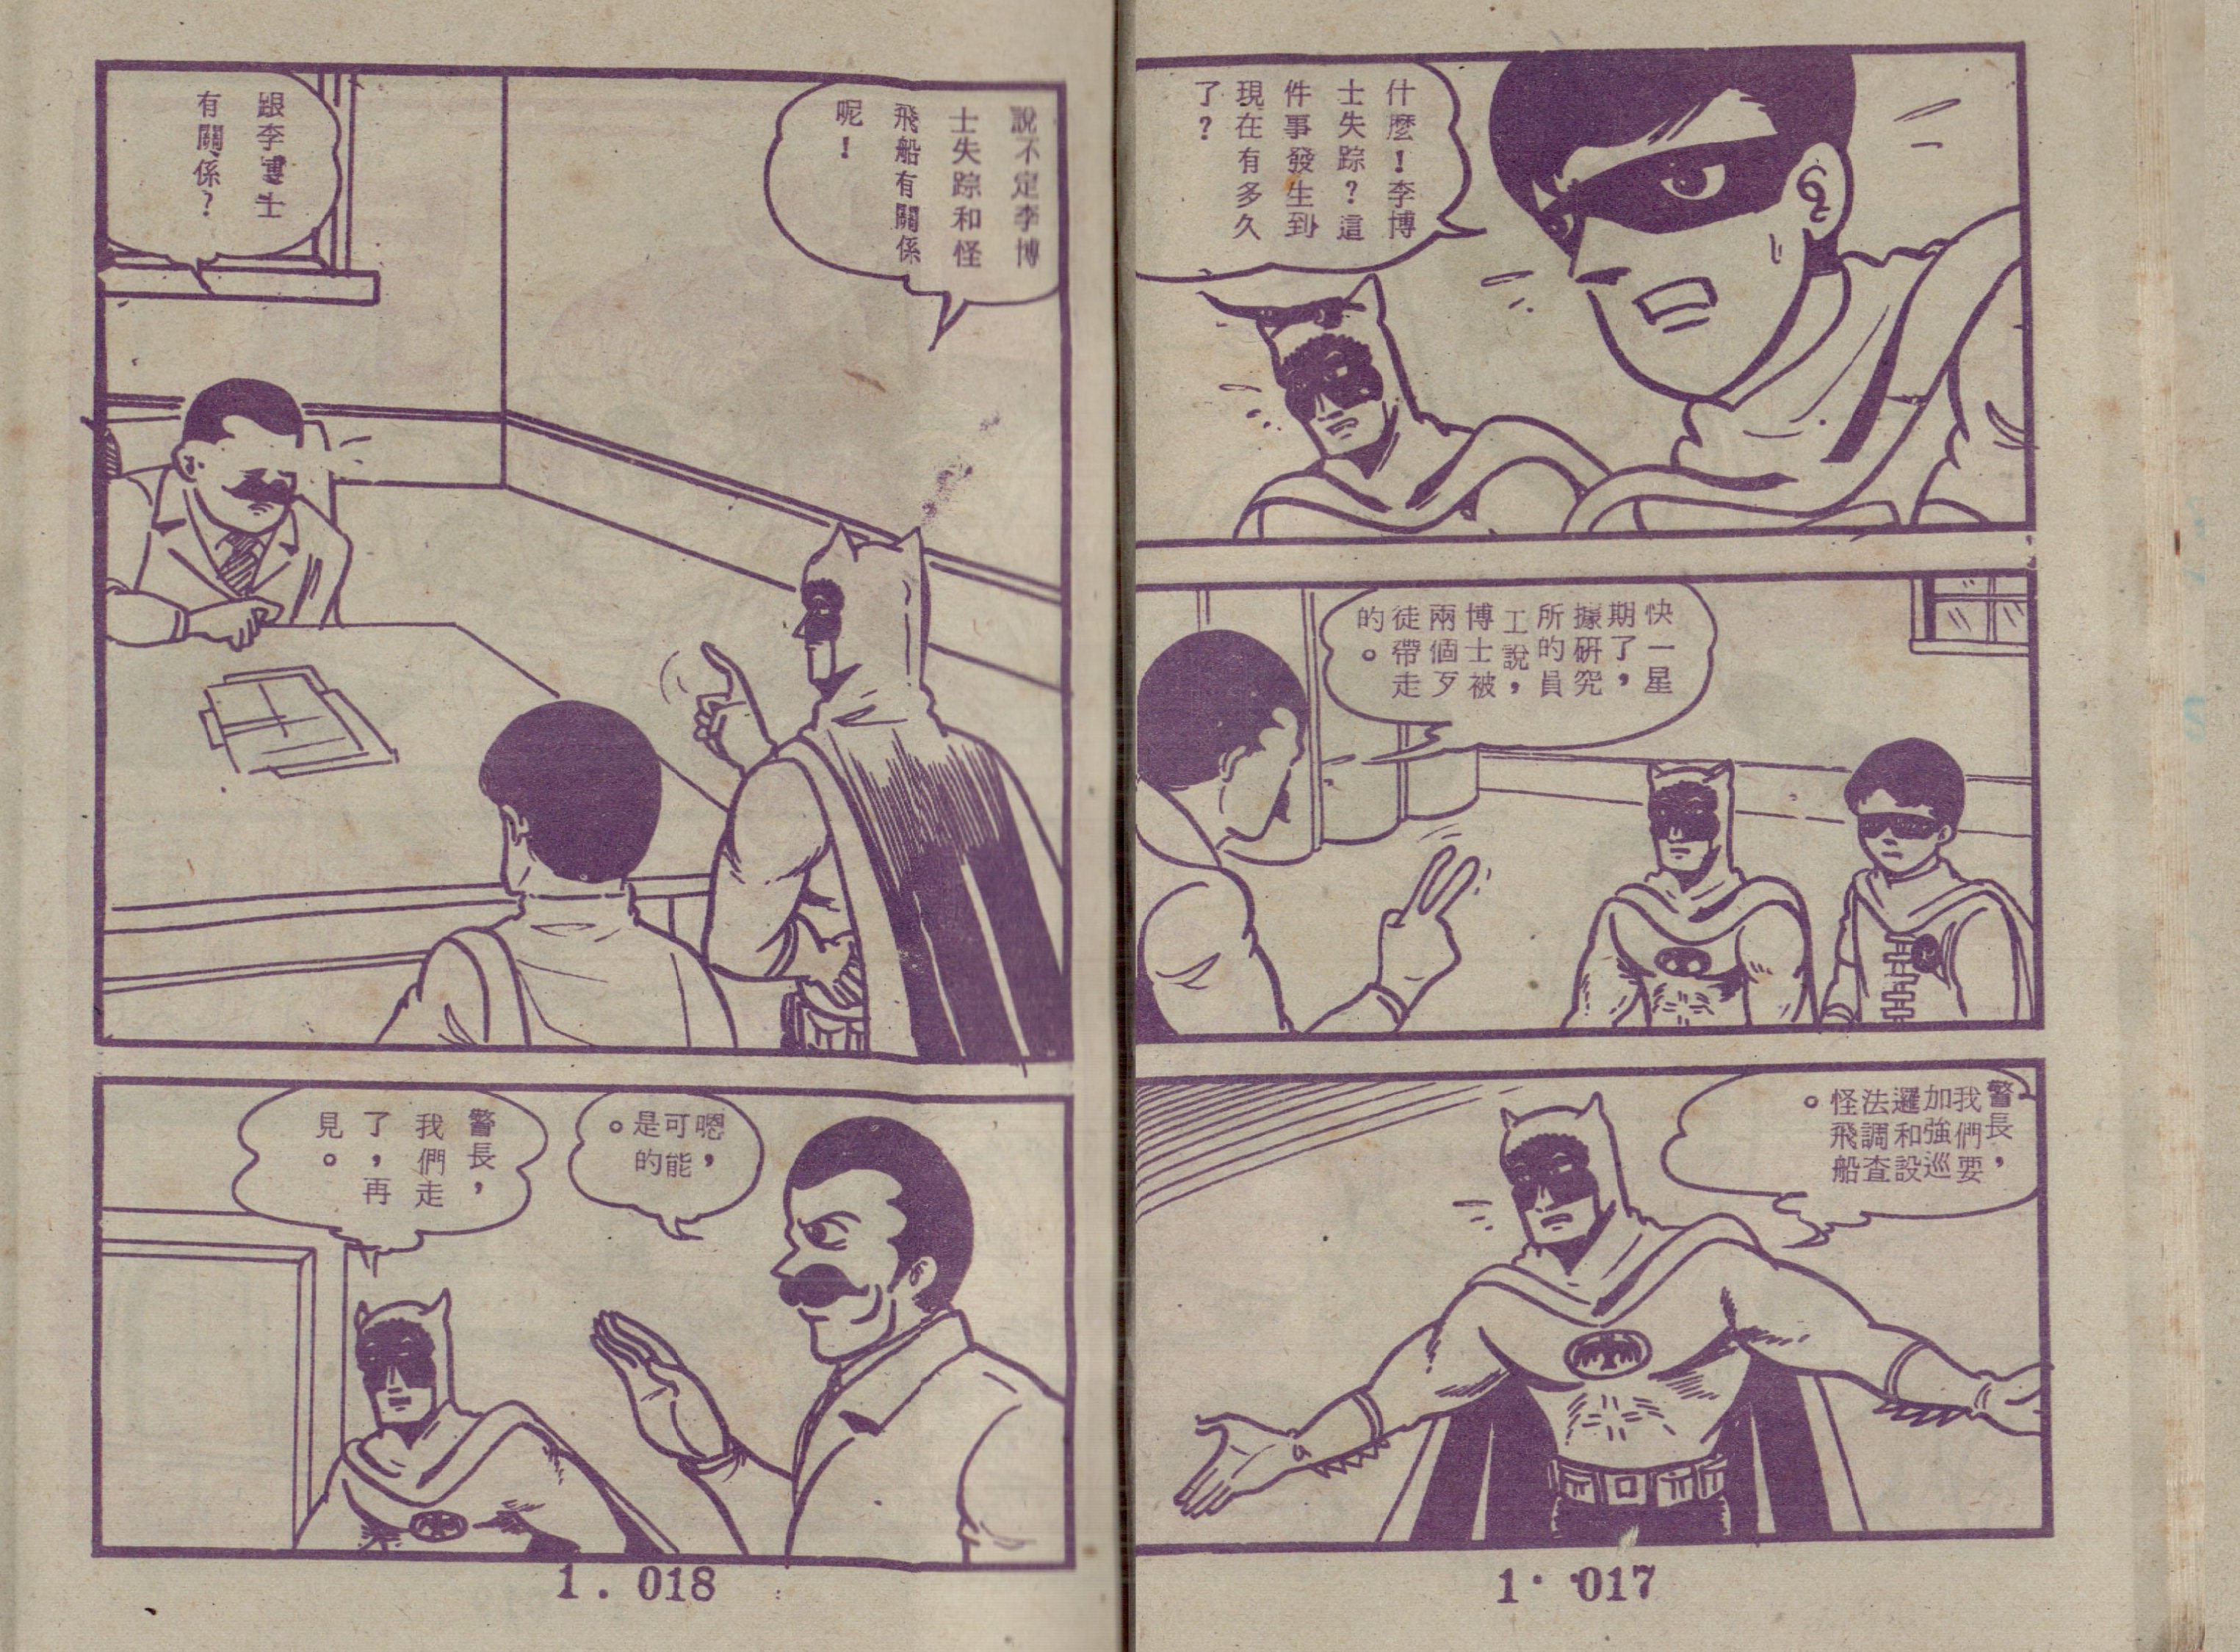 什麼！李博
士失踪？這
件事發生到
現在有多久
了？
快一星
期了，
據研究
所的員
工說，
博士被
兩個歹
徒帶走
的。
警長，
我們要
加強巡
邏和設
法調查
怪飛船
。
1．017
說不定李博
士失踪和怪
飛船有關係
呢！
跟李博士
有關係？
嗯，
可能
是的
。
警長，
我們走
了，再
見。
1．018